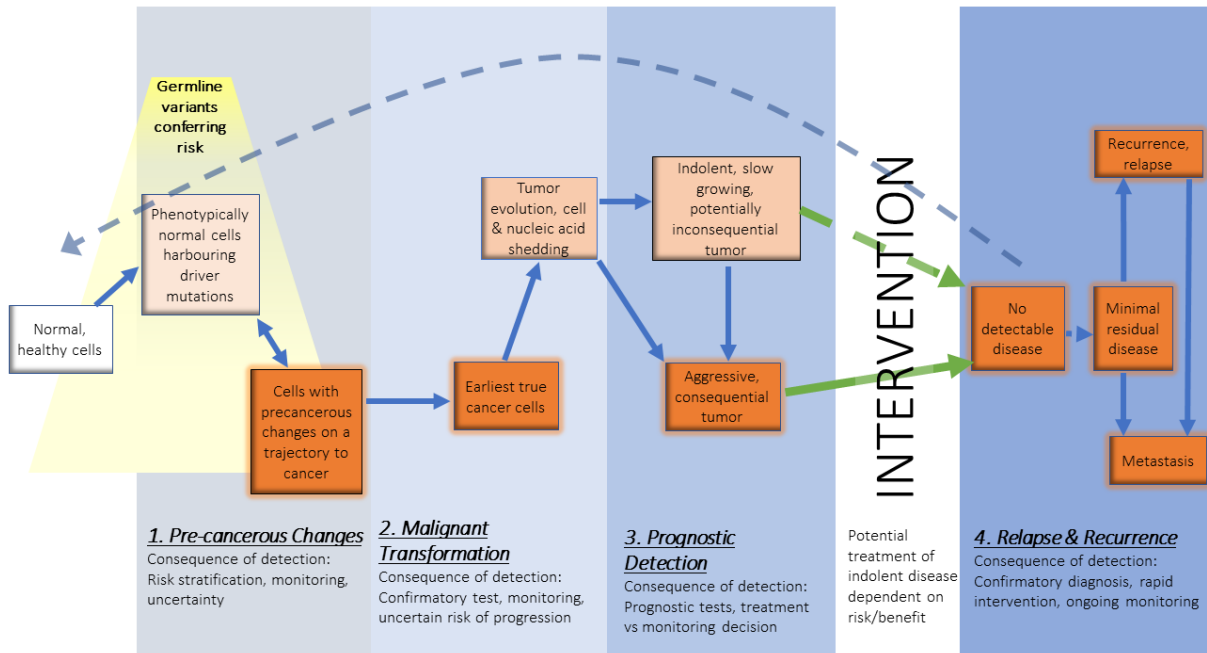 Germline
variants
conferring
risk
Normal,
healthy cells
Phenotypically
normal cells
harbouring
driver
mutations
Cells with
precancerous
changes on a
trajectory to
cancer
Earliest true
cancer cells
Tumor
evolution, cell
& nucleic acid
shedding
Indolent, slow
growing,
potentially
inconsequential
tumor
Aggressive,
consequential
tumor
INTERVENTION
No
detectable
disease
Minimal
residual
disease
Recurrence,
relapse
Metastasis
1. Pre-cancerous Changes
Consequence of detection:
Risk stratification, monitoring,
uncertainty
2. Malignant
Transformation
Consequence of detection:
Confirmatory test, monitoring,
uncertain risk of progression
3. Prognostic
Detection
Consequence of detection:
Prognostic tests, treatment
vs monitoring decision
Potential
treatment of
indolent disease
dependent on
risk/benefit
4. Relapse & Recurrence
Consequence of detection:
Confirmatory diagnosis, rapid
intervention, ongoing monitoring